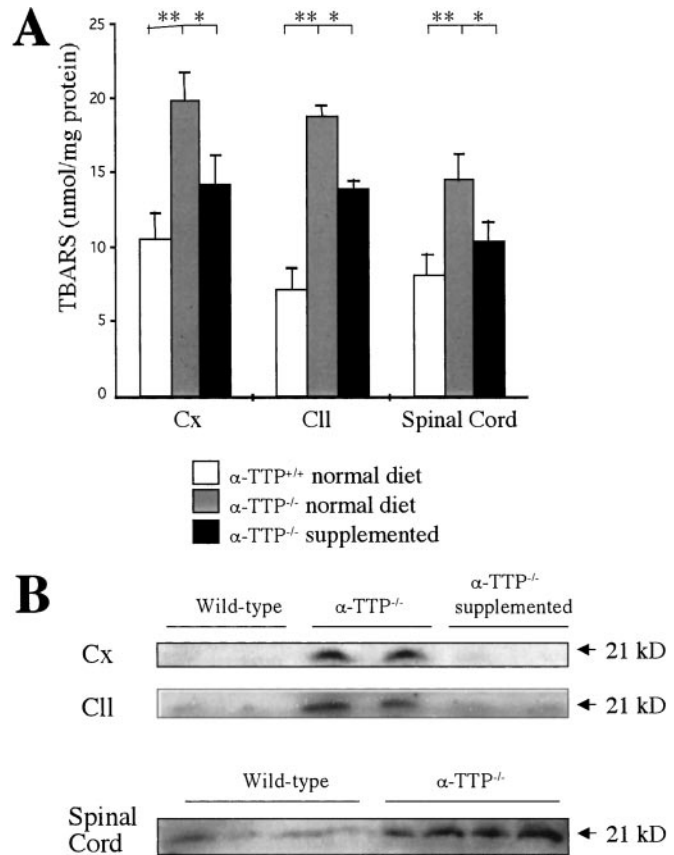 A
** * ** * ** *
TBARS (nmol/mg protein)
25
20
15
10
5
0
Cx Cll Spinal Cord
α-TTP+/+ normal diet
α-TTP-/- normal diet
α-TTP-/- supplemented
B
Wild-type α-TTP-/- α-TTP-/-
supplemented
Cx 21 kD
Cll 21 kD
Wild-type α-TTP-/-
Spinal
Cord 21 kD